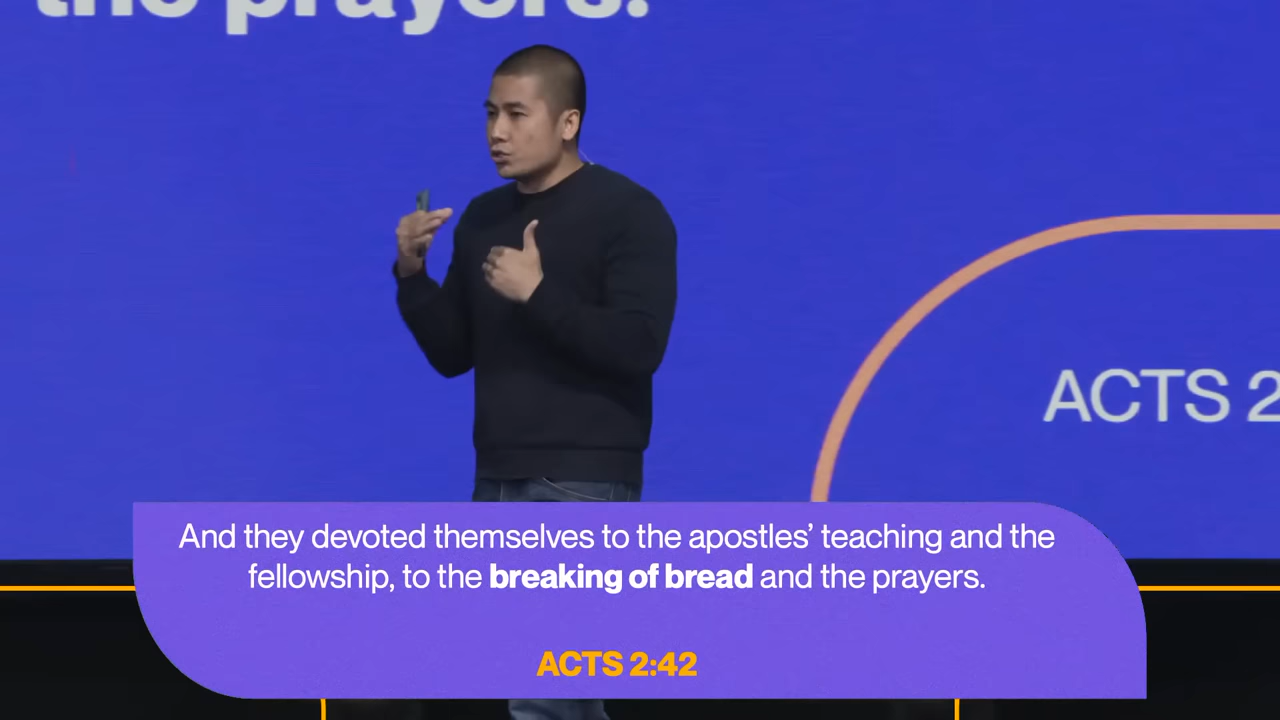 the prayers.
ACTS 2
And they devoted themselves to the apostles’ teaching and the
fellowship, to the breaking of bread and the prayers.
ACTS 2:42